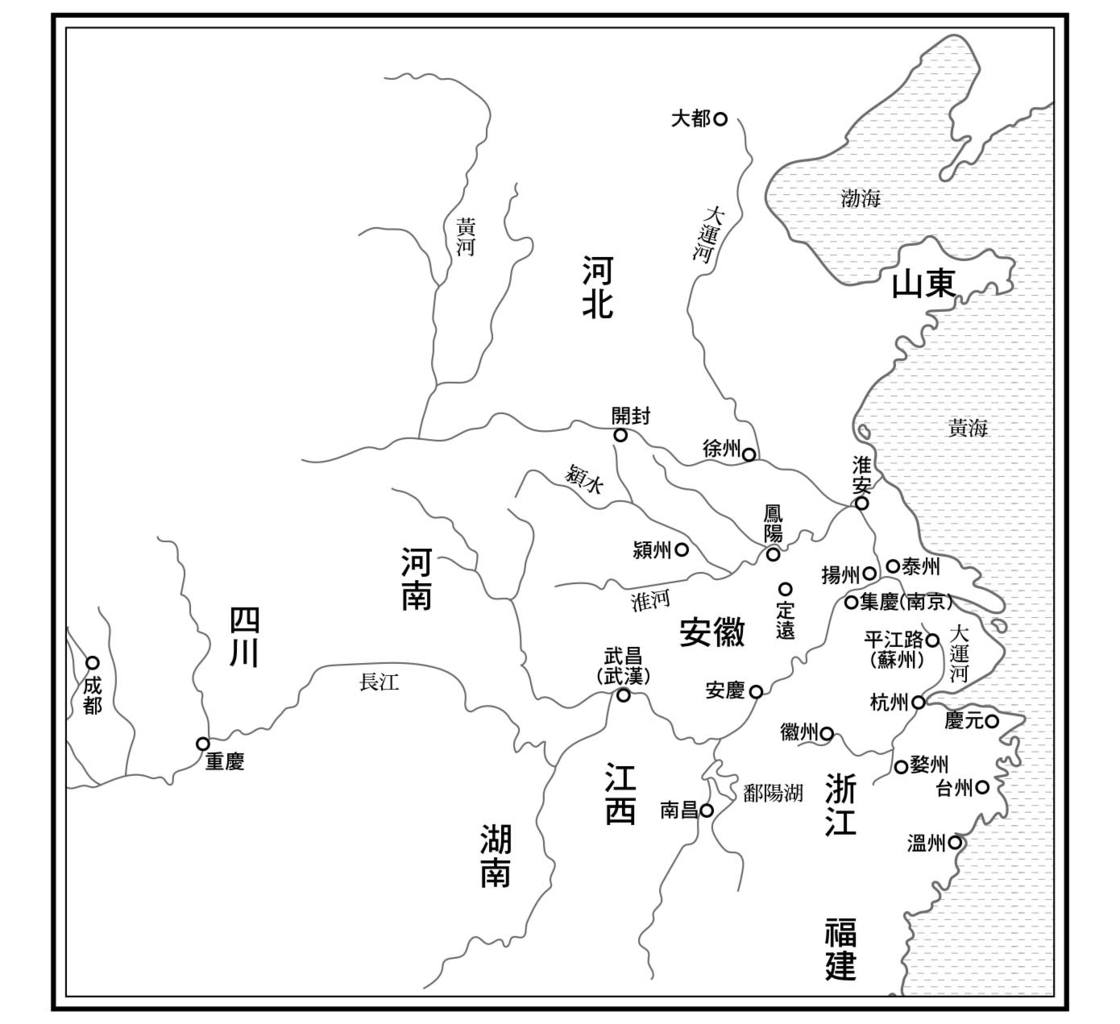 大都
渤海
黃河
大運河
河北
山東
開封
黃海
徐州
淮安
潁水
鳳陽
潁州
河南
揚州
泰州
淮河
定遠
集慶(南京)
四川
安徽
平江路
(蘇州)
大運河
武昌
(武漢)
長江
成都
安慶
杭州
慶元
徽州
重慶
婺州
江西
鄱陽湖
浙江
台州
南昌
湖南
溫州
福建